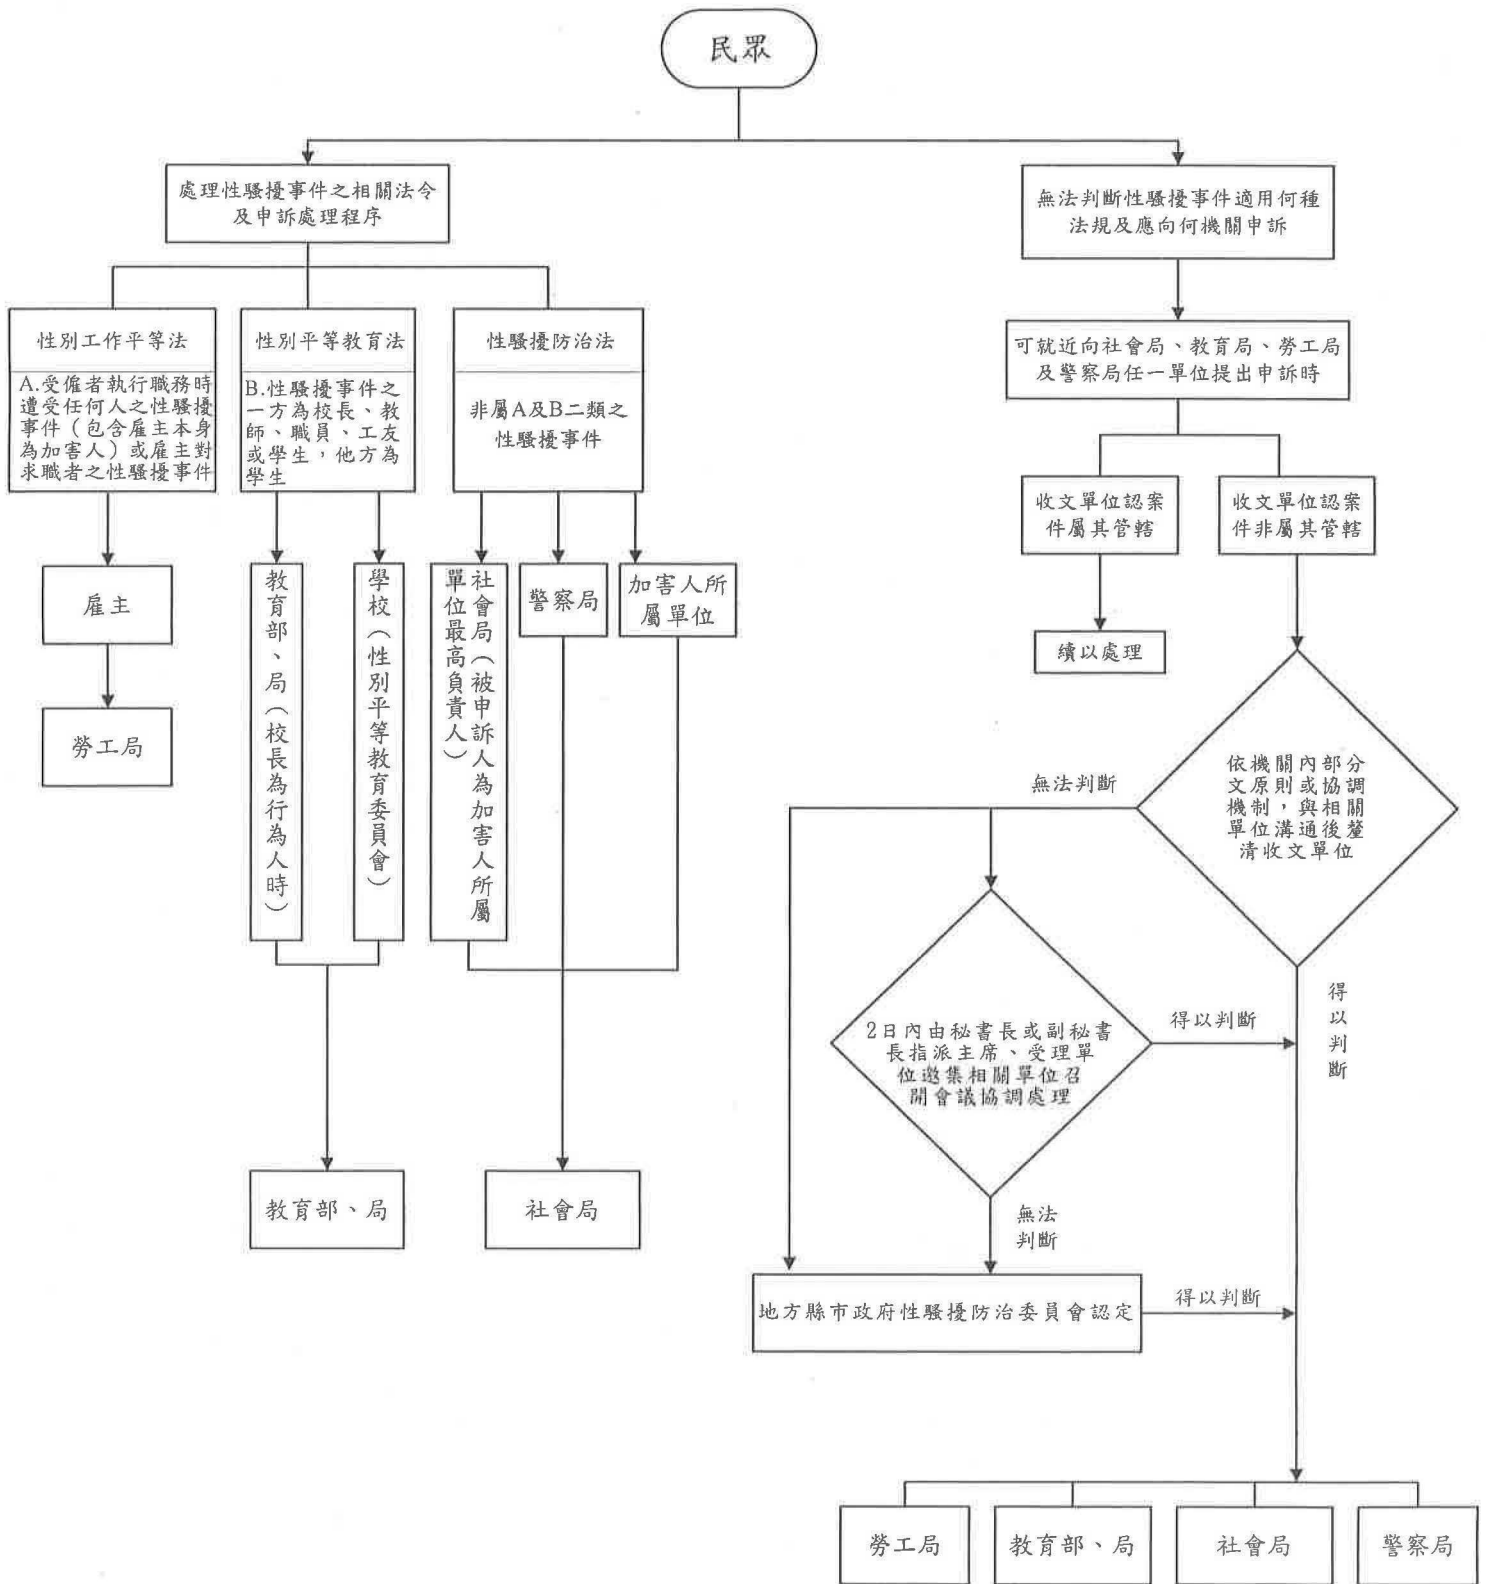 民眾
處理性騷擾事件之相關法令
及申訴處理程序
性別工作平等法
A.受僱者執行職務時
遭受任何人之性騷擾
事件（包含雇主本身
為加害人）或雇主對
求職者之性騷擾事件
雇主
勞工局
性別平等教育法
B.性騷擾事件之
一方為校長、教
師、職員、工友
或學生，他方為
學生
教育部、局（校長為行為人時）
學校（性別平等教育委員會）
教育部、局
性騷擾防治法
非屬A及B二類之
性騷擾事件
社會局（被申訴人為加害人所屬
單位最高負責人）
警察局
加害人所
屬單位
社會局
無法判斷性騷擾事件適用何種
法規及應向何機關申訴
可就近向社會局、教育局、勞工局
及警察局任一單位提出申訴時
收文單位認案
件屬其管轄
續以處理
收文單位認案
件非屬其管轄
依機關內部分
文原則或協調
機制，與相關
單位溝通後釐
清收文單位
無法判斷
得以判斷
2日內由秘書長或副秘書
長指派主席、受理單
位邀集相關單位召
開會議協調處理
得以判斷
無法
判斷
地方縣市政府性騷擾防治委員會認定
得以判斷
勞工局
教育部、局
社會局
警察局